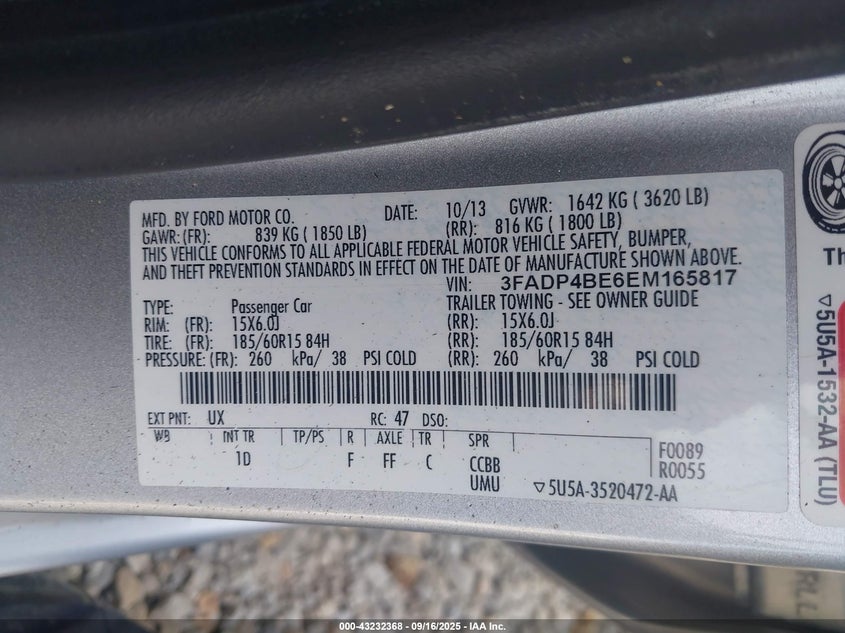 MFD. BY FORD MOTOR CO. DATE: 10/13 GVWR: 1642 KG ( 3620 LB)
GAWR: (FR): 839 KG ( 1850 LB) (RR): 816 KG ( 1800 LB)
THIS VEHICLE CONFORMS TO ALL APPLICABLE FEDERAL MOTOR VEHICLE SAFETY, BUMPER,
AND THEFT PREVENTION STANDARDS IN EFFECT ON THE DATE OF MANUFACTURE SHOWN ABOVE.
VIN: 3FADP4BE6EM165817
TYPE: Passenger Car TRAILER TOWING - SEE OWNER GUIDE
RIM: (FR): 15X6.0J (RR): 15X6.0J
TIRE: (FR): 185/60R15 84H (RR): 185/60R15 84H
PRESSURE: (FR): 260 kPa/ 38 PSI COLD (RR): 260 kPa/ 38 PSI COLD
EXT PNT: UX RC: 47 DSO:
WB INT TR TP/PS R AXLE TR SPR F0089
1D F FF C CCBB R0055
UMU ▽5U5A-3520472-AA
Th
▽5U5A-1532-AA (TLU)
000-43232368 - 09/16/2025 - IAA Inc.